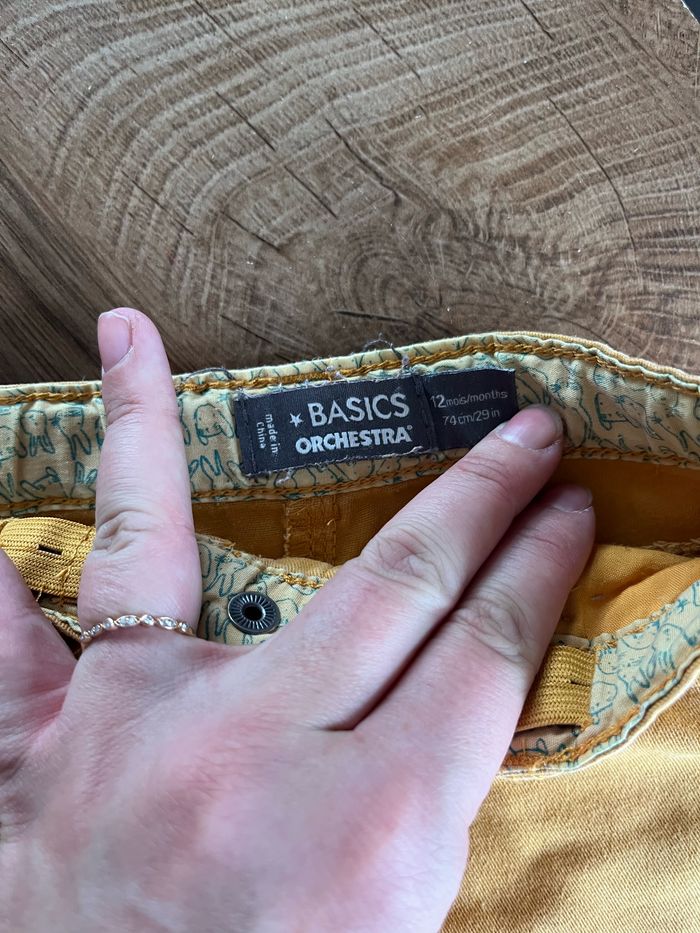 made in
China
BASICS
ORCHESTRA®
12 mois/months
74 cm/29 in